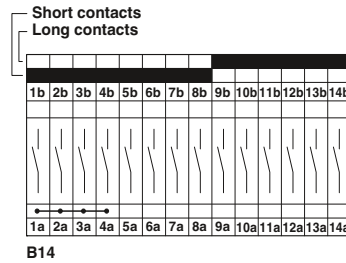 Short contacts
Long contacts
1b 2b 3b 4b 5b 6b 7b 8b 9b 10b 11b 12b 13b 14b
1a 2a 3a 4a 5a 6a 7a 8a 9a 10a 11a 12a 13a 14a
B14